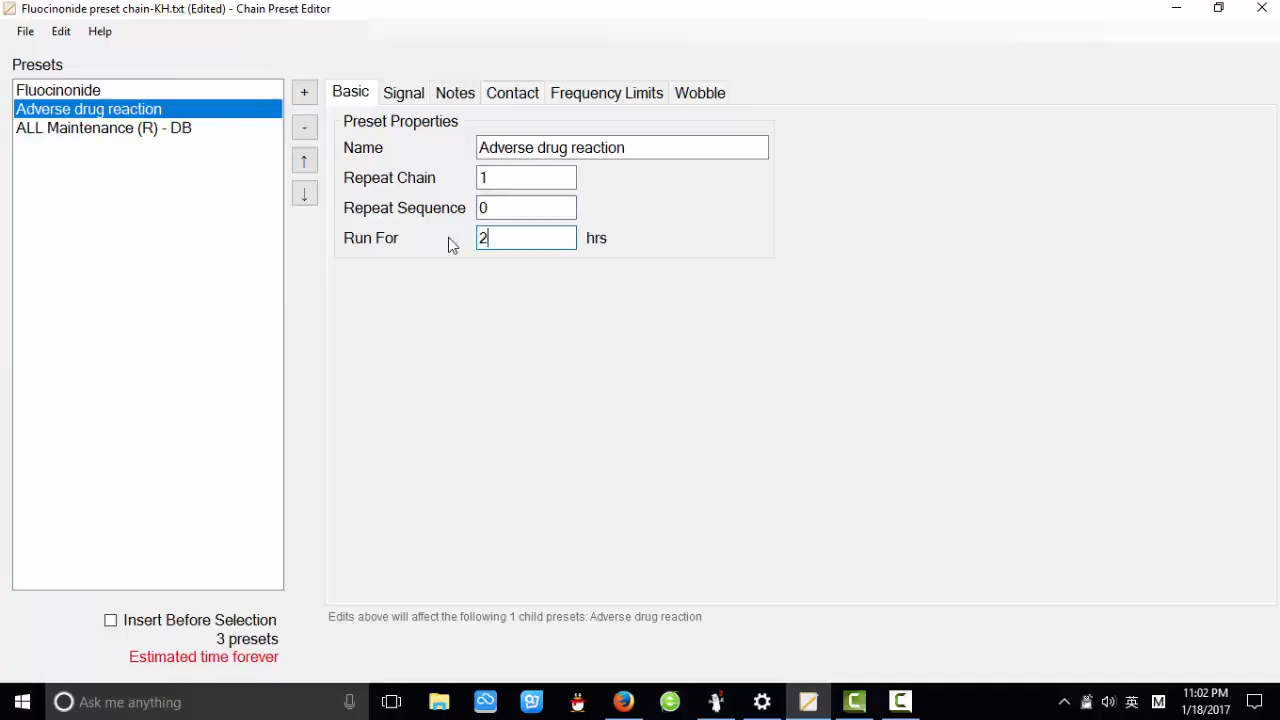 Fluocinonide preset chain-KH.txt (Edited) - Chain Preset Editor
File Edit Help
Presets
Fluocinonide
Adverse drug reaction
ALL Maintenance (R) - DB
+
-
↑
↓
Basic Signal Notes Contact Frequency Limits Wobble
Preset Properties
Name Adverse drug reaction
Repeat Chain 1
Repeat Sequence 0
Run For 2 hrs
Edits above will affect the following 1 child presets: Adverse drug reaction
Insert Before Selection
3 presets
Estimated time forever
Ask me anything
英 M
11:02 PM
1/18/2017